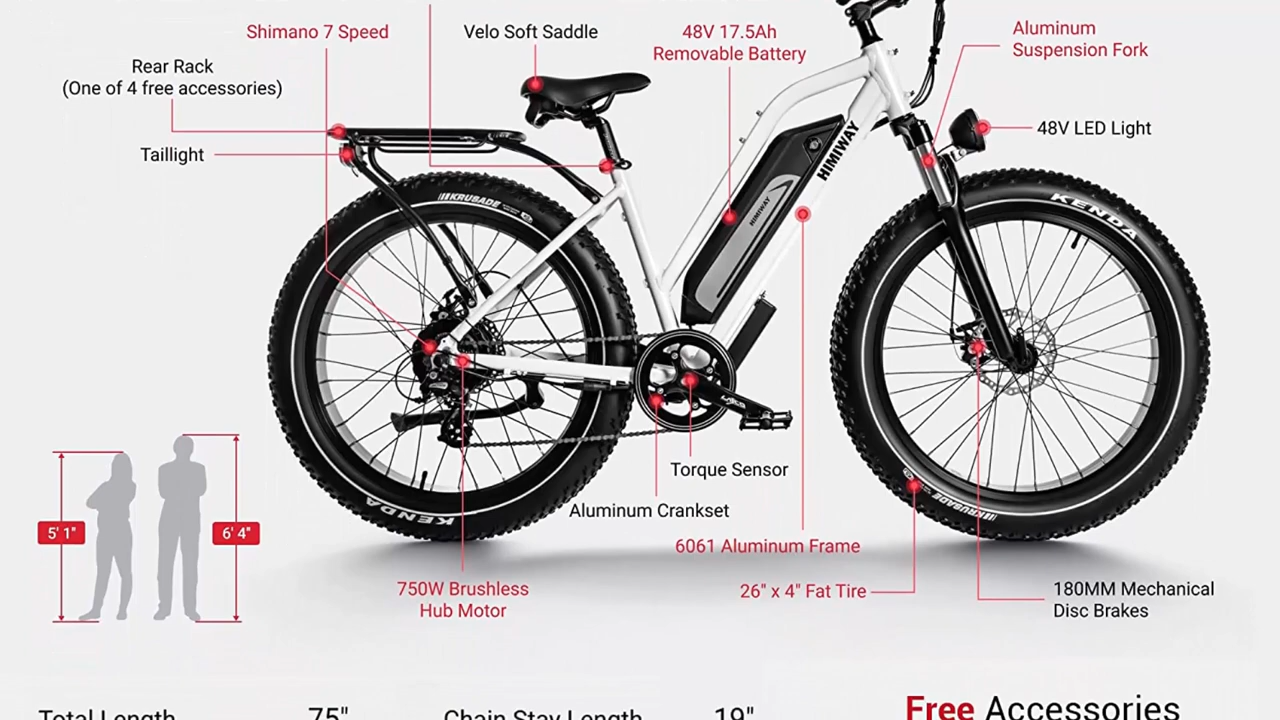 Shimano 7 Speed
Velo Soft Saddle
48V 17.5Ah
Removable Battery
Aluminum
Suspension Fork
Rear Rack
(One of 4 free accessories)
48V LED Light
Taillight
HIMIWAY
HIMIWAY
KRUSADE
KENDA
KENDA
KRUSADE
Torque Sensor
Aluminum Crankset
5' 1"
6' 4"
6061 Aluminum Frame
750W Brushless
Hub Motor
26" x 4" Fat Tire
180MM Mechanical
Disc Brakes
Total Length
75"
Chain Stay Length
19"
Free Accessories